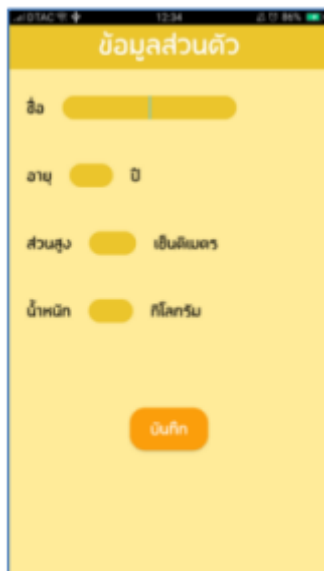 DTAC 12:34 86%
ข้อมูลส่วนตัว
ชื่อ
อายุ ปี
ส่วนสูง เซ็นติเมตร
น้ำหนัก กิโลกรัม
บันทึก